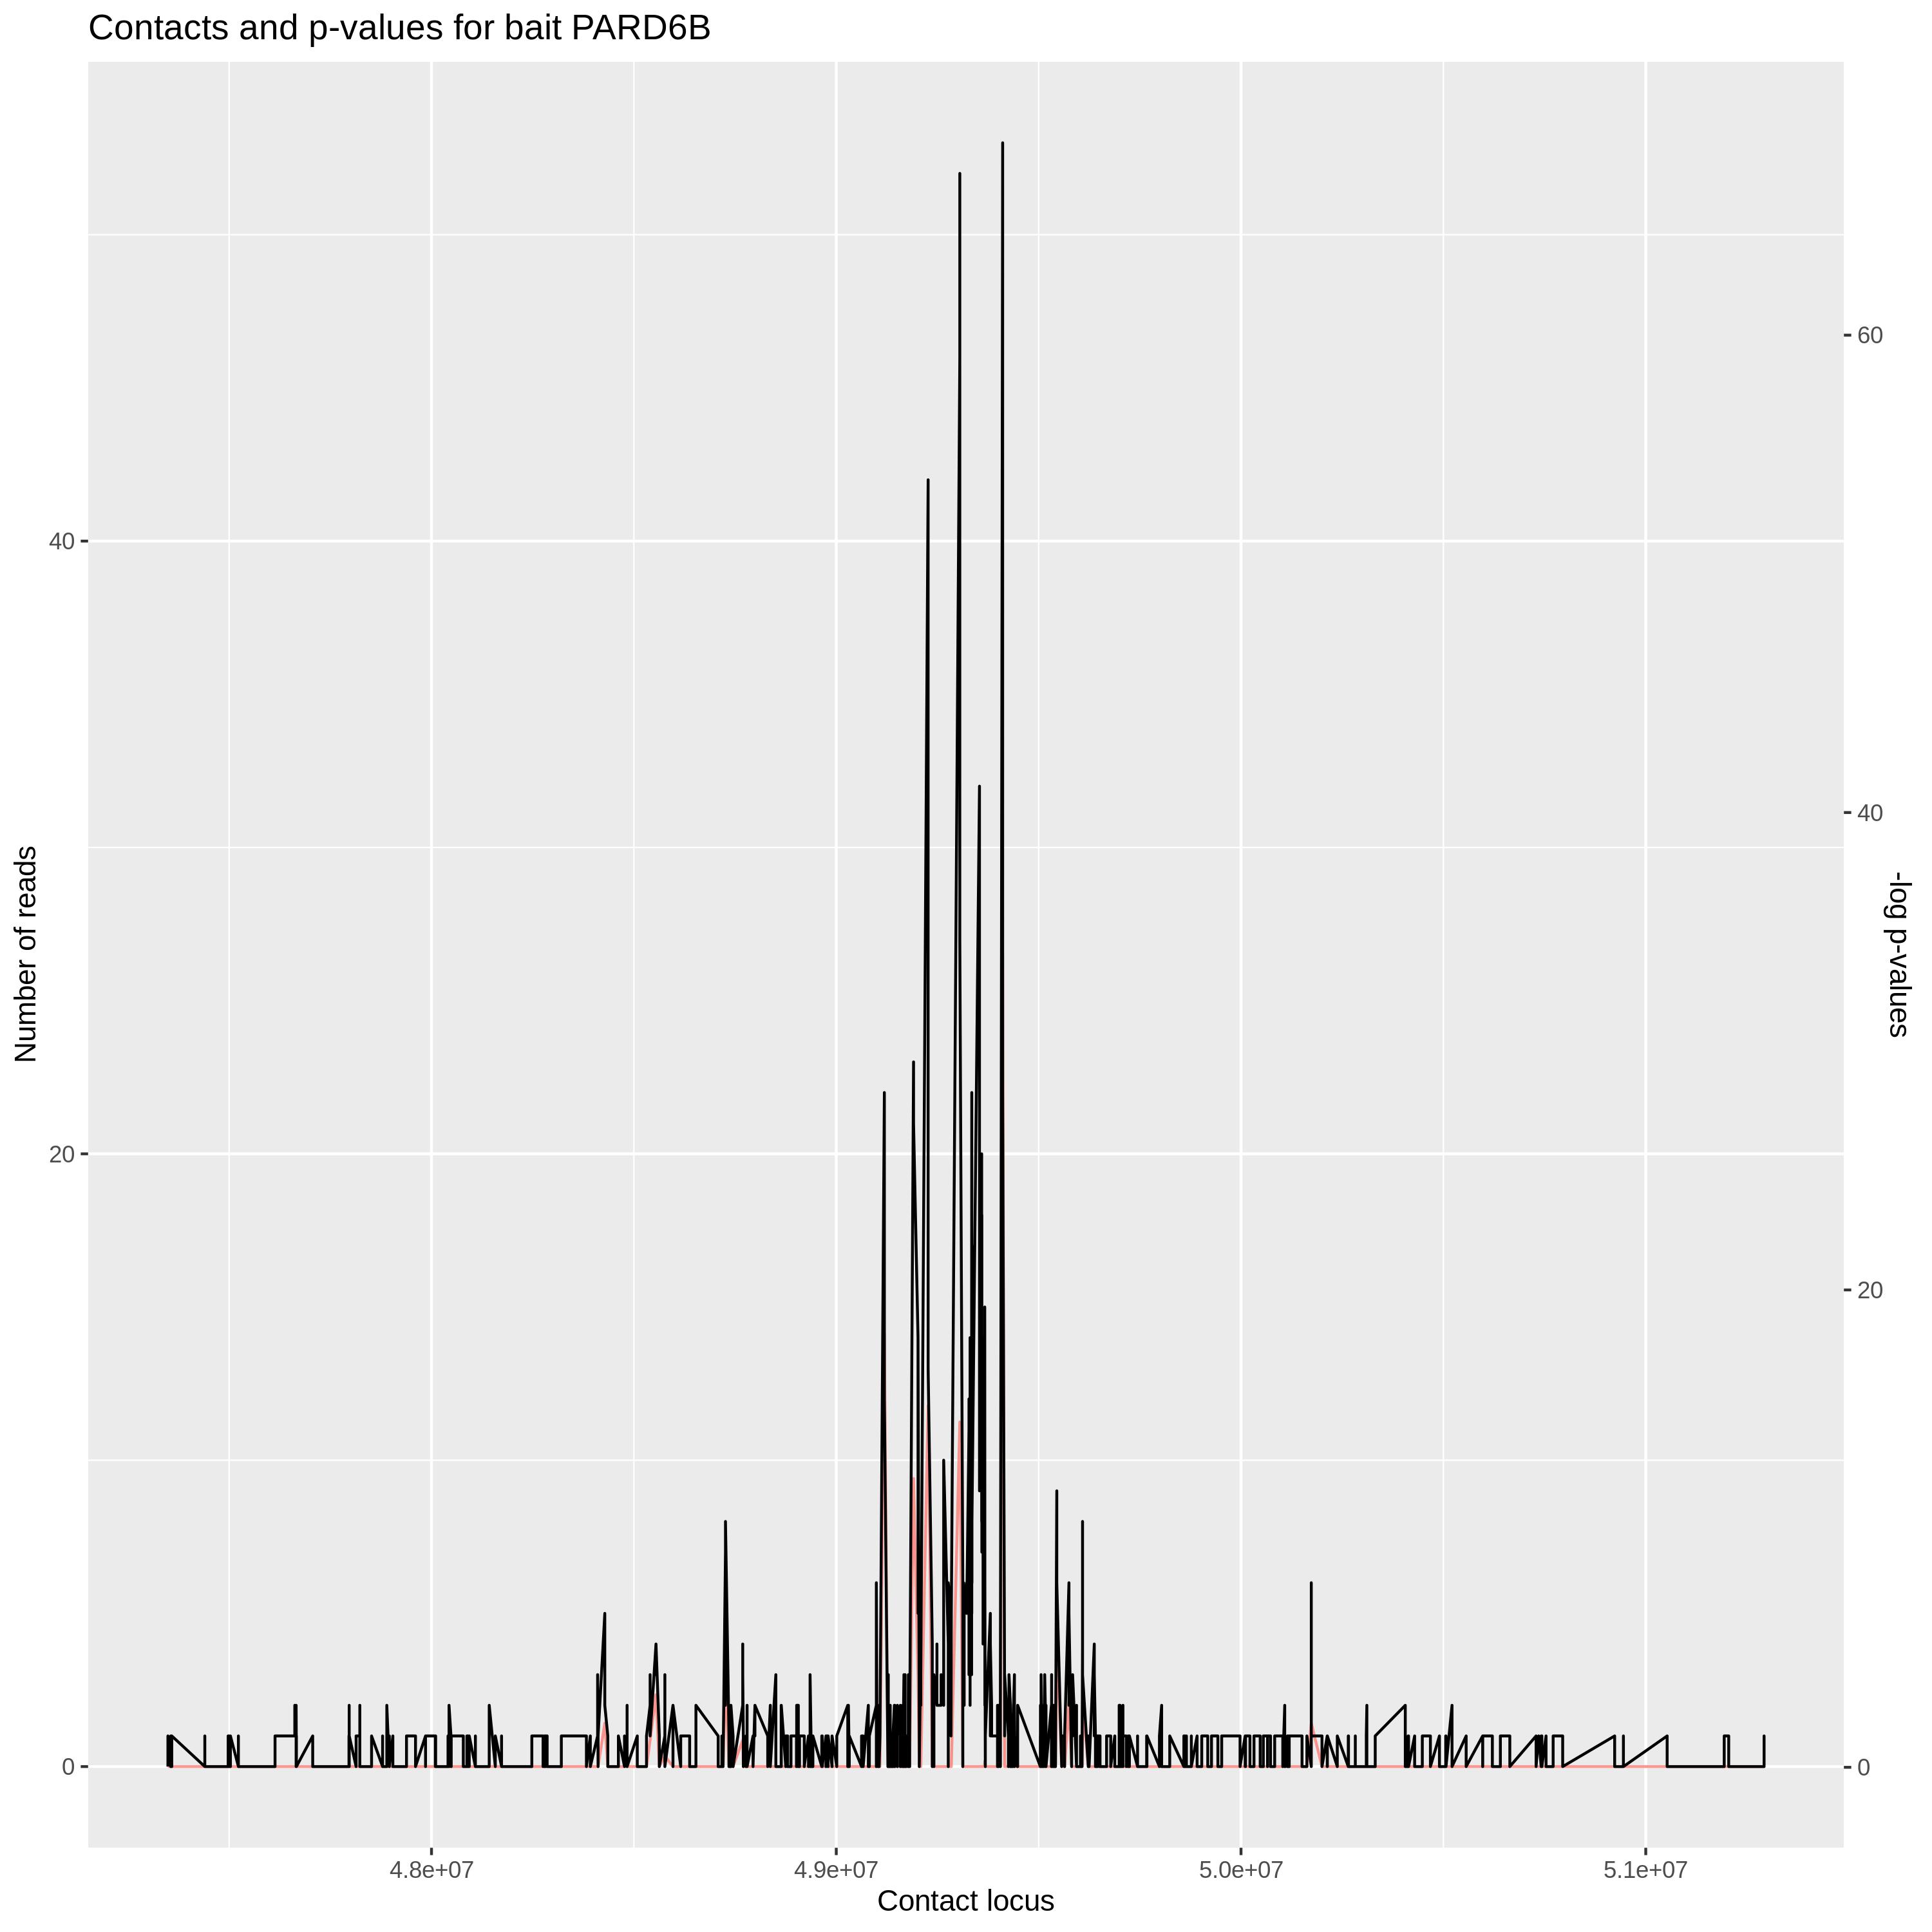 Contacts and p-values for bait PARD6B
Number of reads
40
20
0
60
40
20
0
-log p-values
4.8e+07
4.9e+07
5.0e+07
5.1e+07
Contact locus